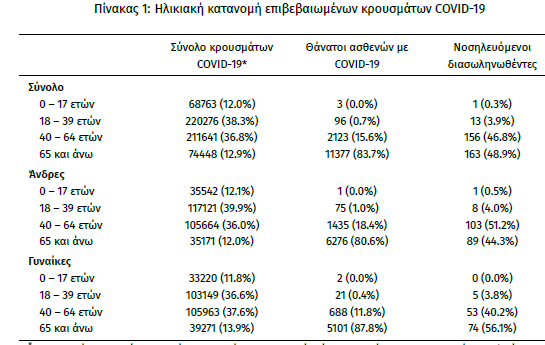 Πίνακας 1: Ηλικιακή κατανομή επιβεβαιωμένων κρουσμάτων COVID-19
Σύνολο κρουσμάτων COVID-19* Θάνατοι ασθενών με COVID-19 Νοσηλευόμενοι διασωληνωθέντες
Σύνολο
0 – 17 ετών 68763 (12.0%) 3 (0.0%) 1 (0.3%)
18 – 39 ετών 220276 (38.3%) 96 (0.7%) 13 (3.9%)
40 – 64 ετών 211641 (36.8%) 2123 (15.6%) 156 (46.8%)
65 και άνω 74448 (12.9%) 11377 (83.7%) 163 (48.9%)
Άνδρες
0 – 17 ετών 35542 (12.1%) 1 (0.0%) 1 (0.5%)
18 – 39 ετών 117121 (39.9%) 75 (1.0%) 8 (4.0%)
40 – 64 ετών 105664 (36.0%) 1435 (18.4%) 103 (51.2%)
65 και άνω 35171 (12.0%) 6276 (80.6%) 89 (44.3%)
Γυναίκες
0 – 17 ετών 33220 (11.8%) 2 (0.0%) 0 (0.0%)
18 – 39 ετών 103149 (36.6%) 21 (0.4%) 5 (3.8%)
40 – 64 ετών 105963 (37.6%) 688 (11.8%) 53 (40.2%)
65 και άνω 39271 (13.9%) 5101 (87.8%) 74 (56.1%)